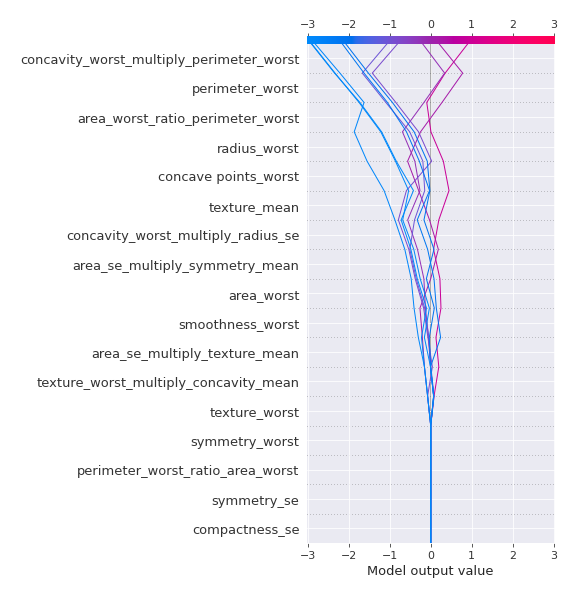 −3 −2 −1 0 1 2 3
concavity_worst_multiply_perimeter_worst
perimeter_worst
area_worst_ratio_perimeter_worst
radius_worst
concave points_worst
texture_mean
concavity_worst_multiply_radius_se
area_se_multiply_symmetry_mean
area_worst
smoothness_worst
area_se_multiply_texture_mean
texture_worst_multiply_concavity_mean
texture_worst
symmetry_worst
perimeter_worst_ratio_area_worst
symmetry_se
compactness_se
−3 −2 −1 0 1 2 3
Model output value